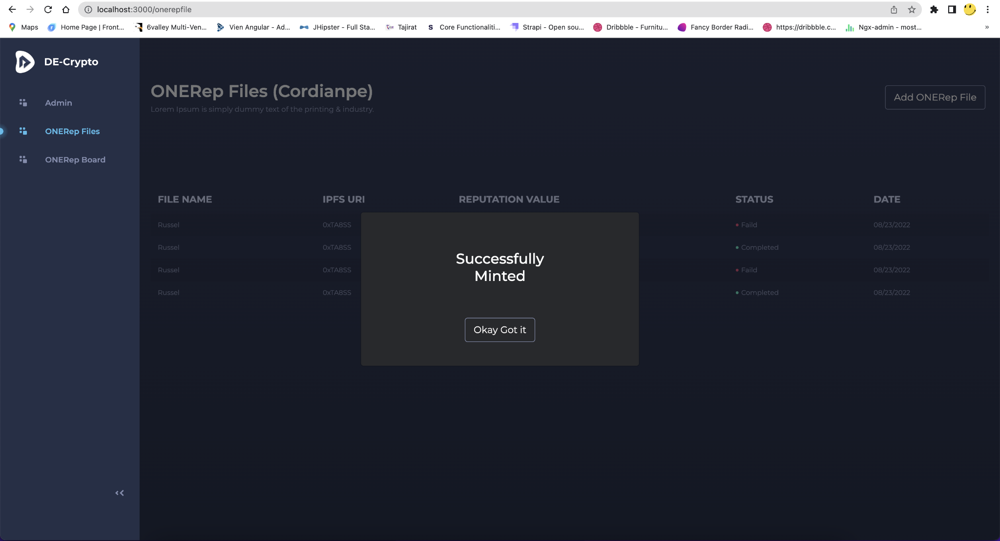 localhost:3000/onerepfile
Maps Home Page | Front... 6valley Multi-Ven... Vien Angular - Ad... JHipster - Full Sta... Tajirat S Core Functionaliti... Strapi - Open sou... Dribbble - Furnitu... Fancy Border Radi... https://dribbble.c... Ngx-admin - most... »
DE-Crypto
Admin
ONERep Files
ONERep Board
ONERep Files (Cordianpe)
Lorem Ipsum is simply dummy text of the printing & industry.
Add ONERep File
FILE NAME IPFS URI REPUTATION VALUE STATUS DATE
Russel 0xTA8SS Faild 08/23/2022
Russel 0xTA8SS Completed 08/23/2022
Russel 0xTA8SS Faild 08/23/2022
Russel 0xTA8SS Completed 08/23/2022
Successfully
Minted
Okay Got it